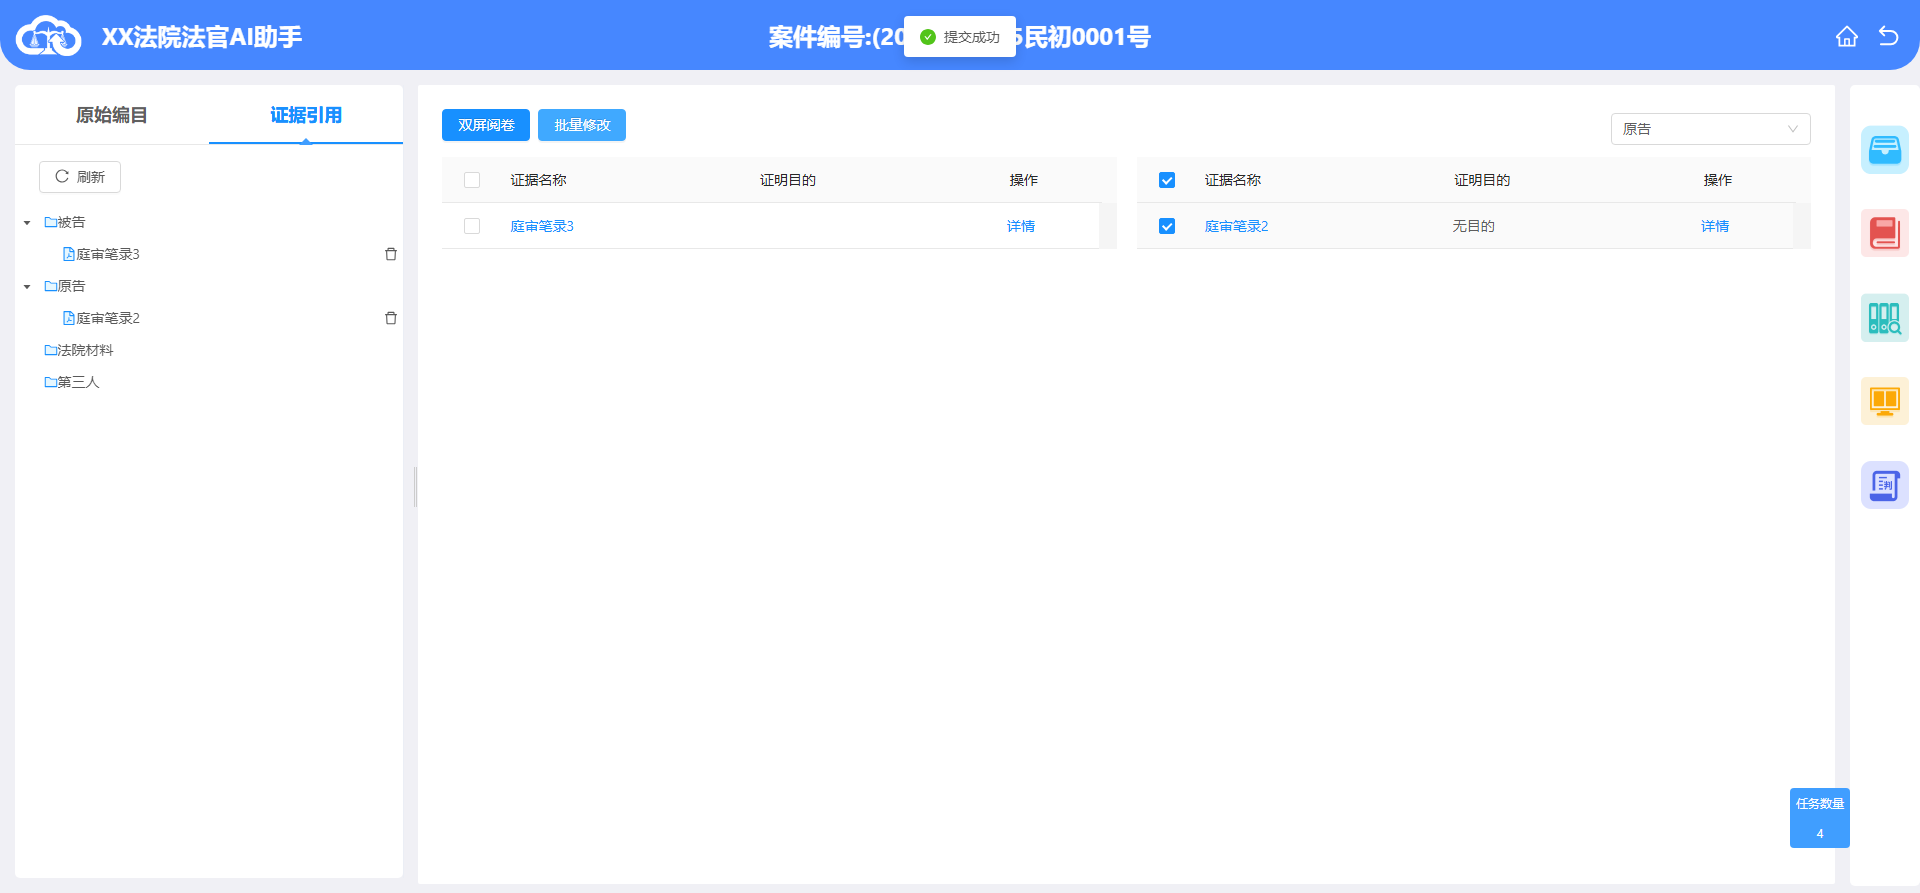 XX法院法官AI助手
案件编号:(20
提交成功
民初0001号
原始编目
证据引用
刷新
被告
庭审笔录3
原告
庭审笔录2
法院材料
第三人
双屏阅卷
批量修改
原告
证据名称
证明目的
操作
庭审笔录3
详情
证据名称
证明目的
操作
庭审笔录2
无目的
详情
判
任务数量
4